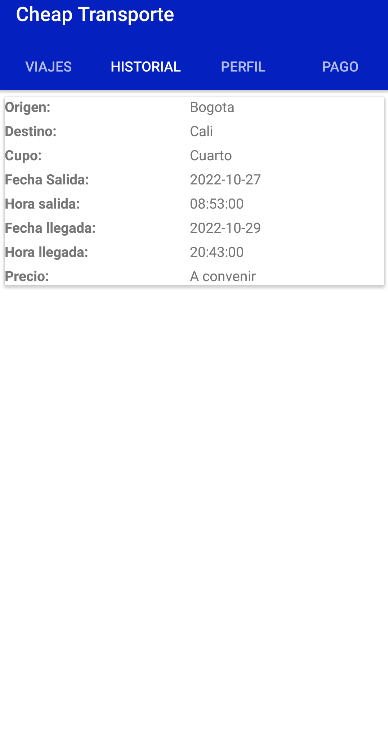 Cheap Transporte
VIAJES HISTORIAL PERFIL PAGO
Origen: Bogota
Destino: Cali
Cupo: Cuarto
Fecha Salida: 2022-10-27
Hora salida: 08:53:00
Fecha llegada: 2022-10-29
Hora llegada: 20:43:00
Precio: A convenir